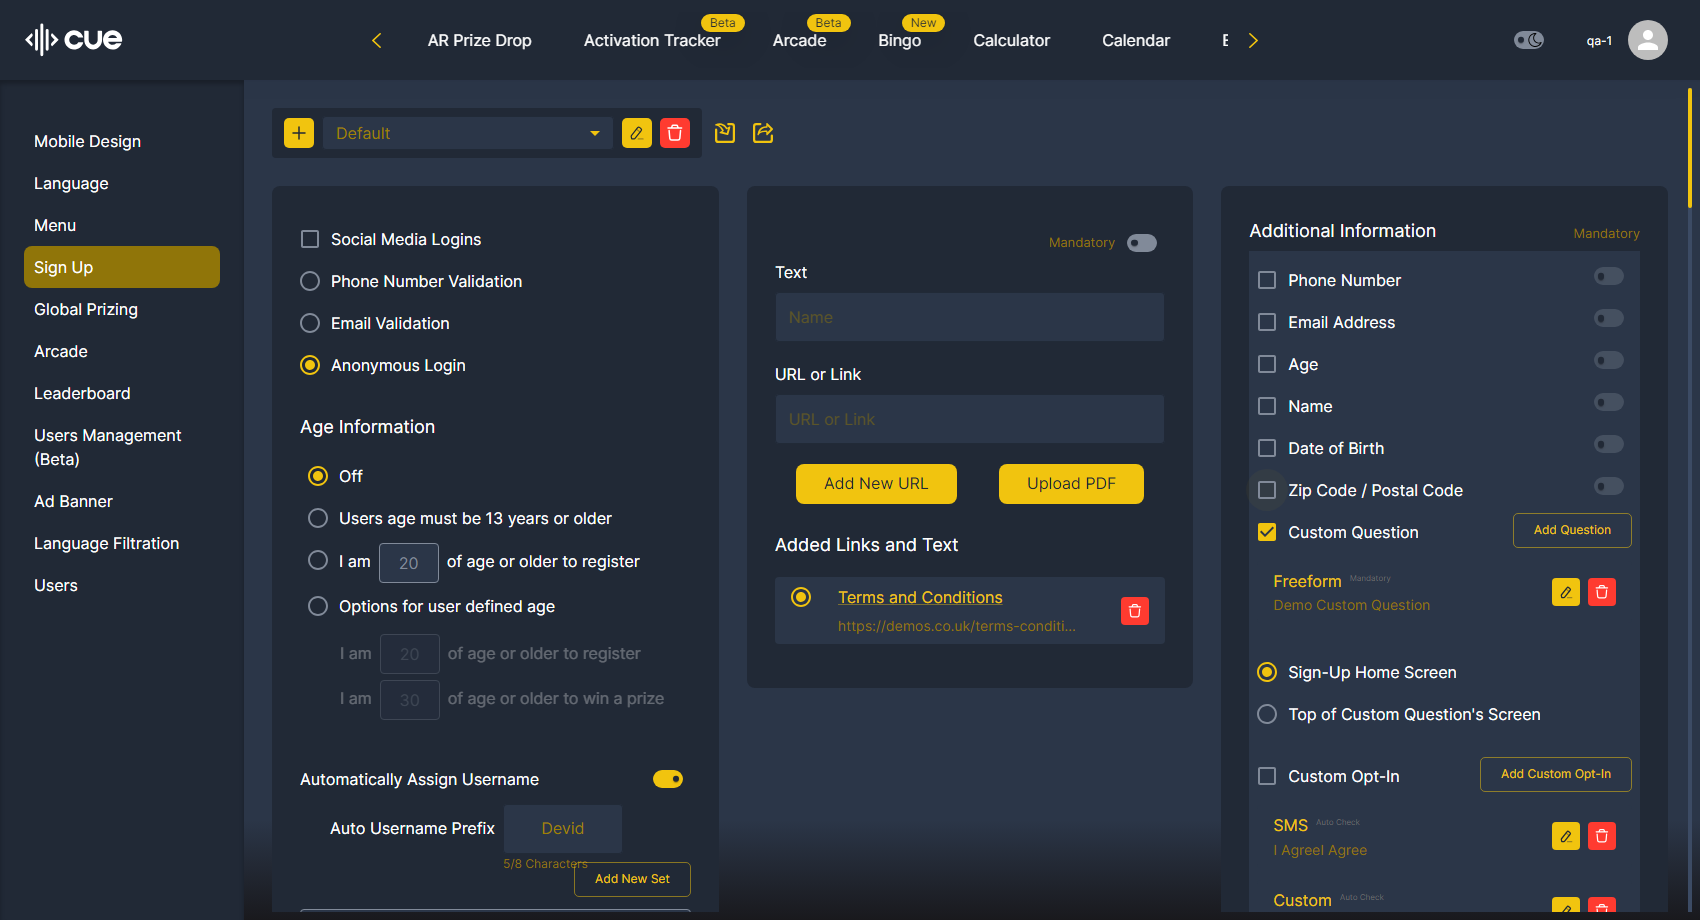 cue
AR Prize Drop
Activation Tracker
Beta
Arcade
Beta
Bingo
New
Calculator
Calendar
qa-1
Mobile Design
Language
Menu
Sign Up
Global Prizing
Arcade
Leaderboard
Users Management
(Beta)
Ad Banner
Language Filtration
Users
Default
Social Media Logins
Phone Number Validation
Email Validation
Anonymous Login
Age Information
Off
Users age must be 13 years or older
I am 20 of age or older to register
Options for user defined age
I am 20 of age or older to register
I am 30 of age or older to win a prize
Automatically Assign Username
Auto Username Prefix Devid
5/8 Characters
Add New Set
Mandatory
Text
Name
URL or Link
URL or Link
Add New URL
Upload PDF
Added Links and Text
Terms and Conditions
https://demos.co.uk/terms-conditi...
Additional Information
Mandatory
Phone Number
Email Address
Age
Name
Date of Birth
Zip Code / Postal Code
Custom Question
Add Question
Freeform Mandatory
Demo Custom Question
Sign-Up Home Screen
Top of Custom Question's Screen
Custom Opt-In
Add Custom Opt-In
SMS Auto Check
I AgreeI Agree
Custom Auto Check